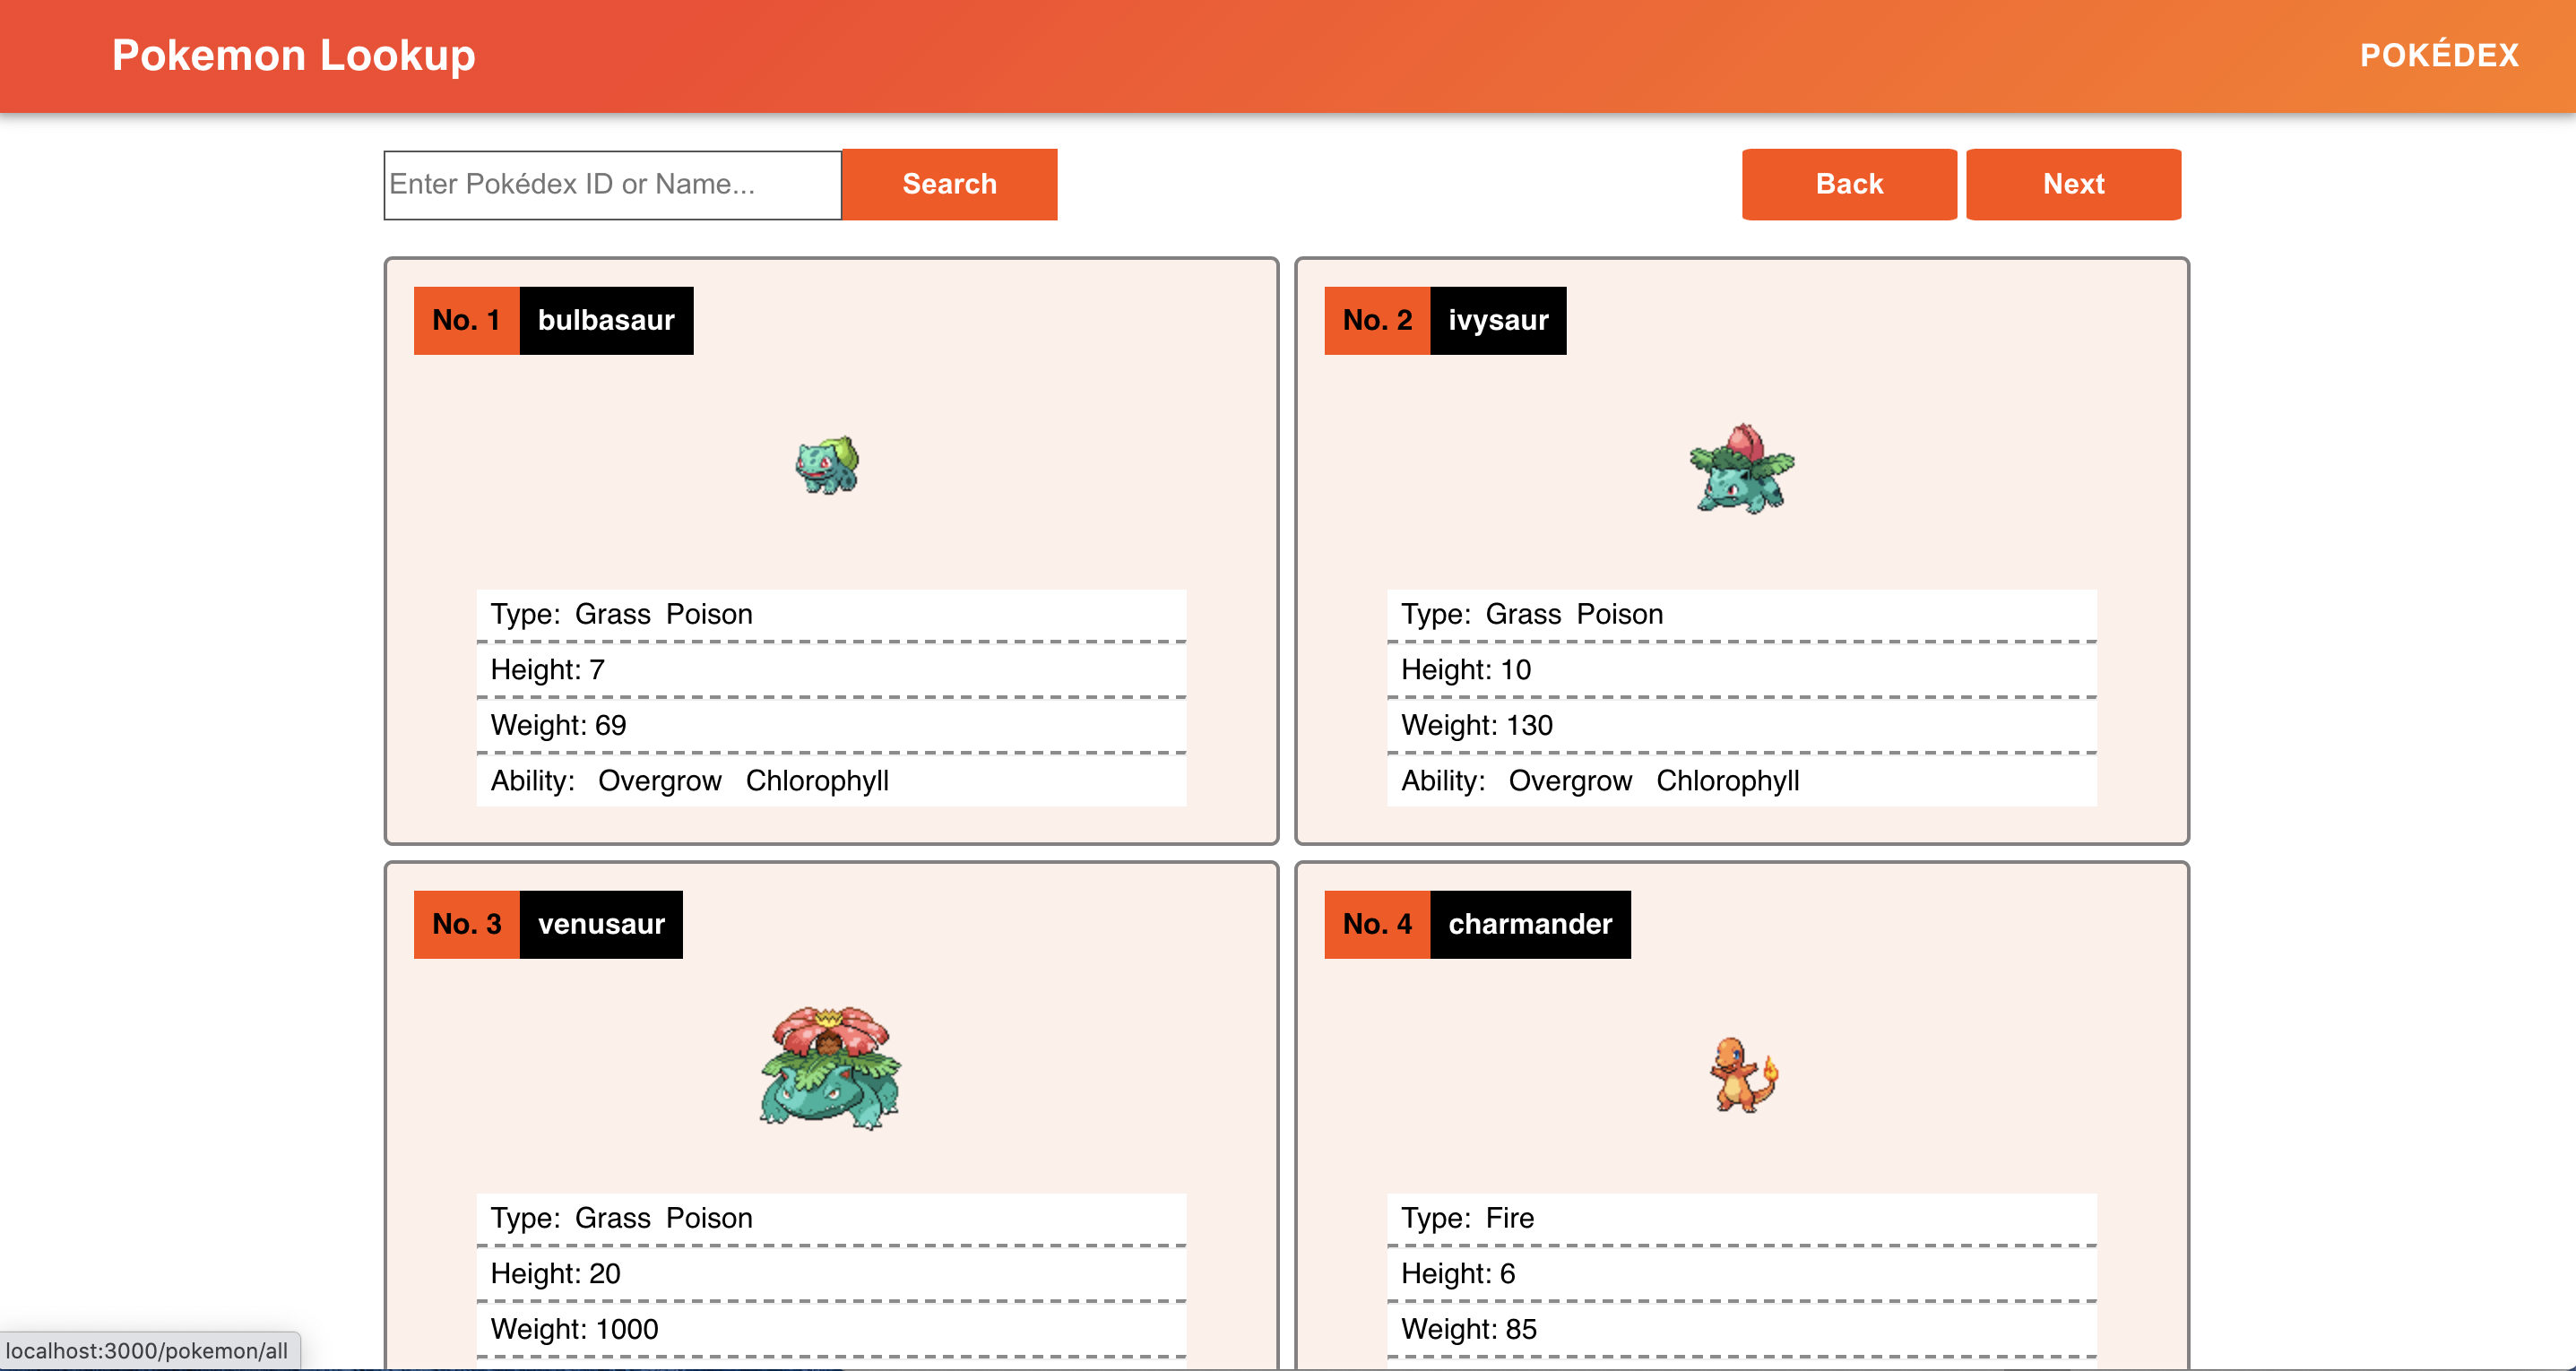 Pokemon Lookup
POKÉDEX
Enter Pokédex ID or Name...
Search
Back
Next
No. 1 bulbasaur
Type: Grass Poison
Height: 7
Weight: 69
Ability: Overgrow Chlorophyll
No. 2 ivysaur
Type: Grass Poison
Height: 10
Weight: 130
Ability: Overgrow Chlorophyll
No. 3 venusaur
Type: Grass Poison
Height: 20
Weight: 1000
No. 4 charmander
Type: Fire
Height: 6
Weight: 85
localhost:3000/pokemon/all